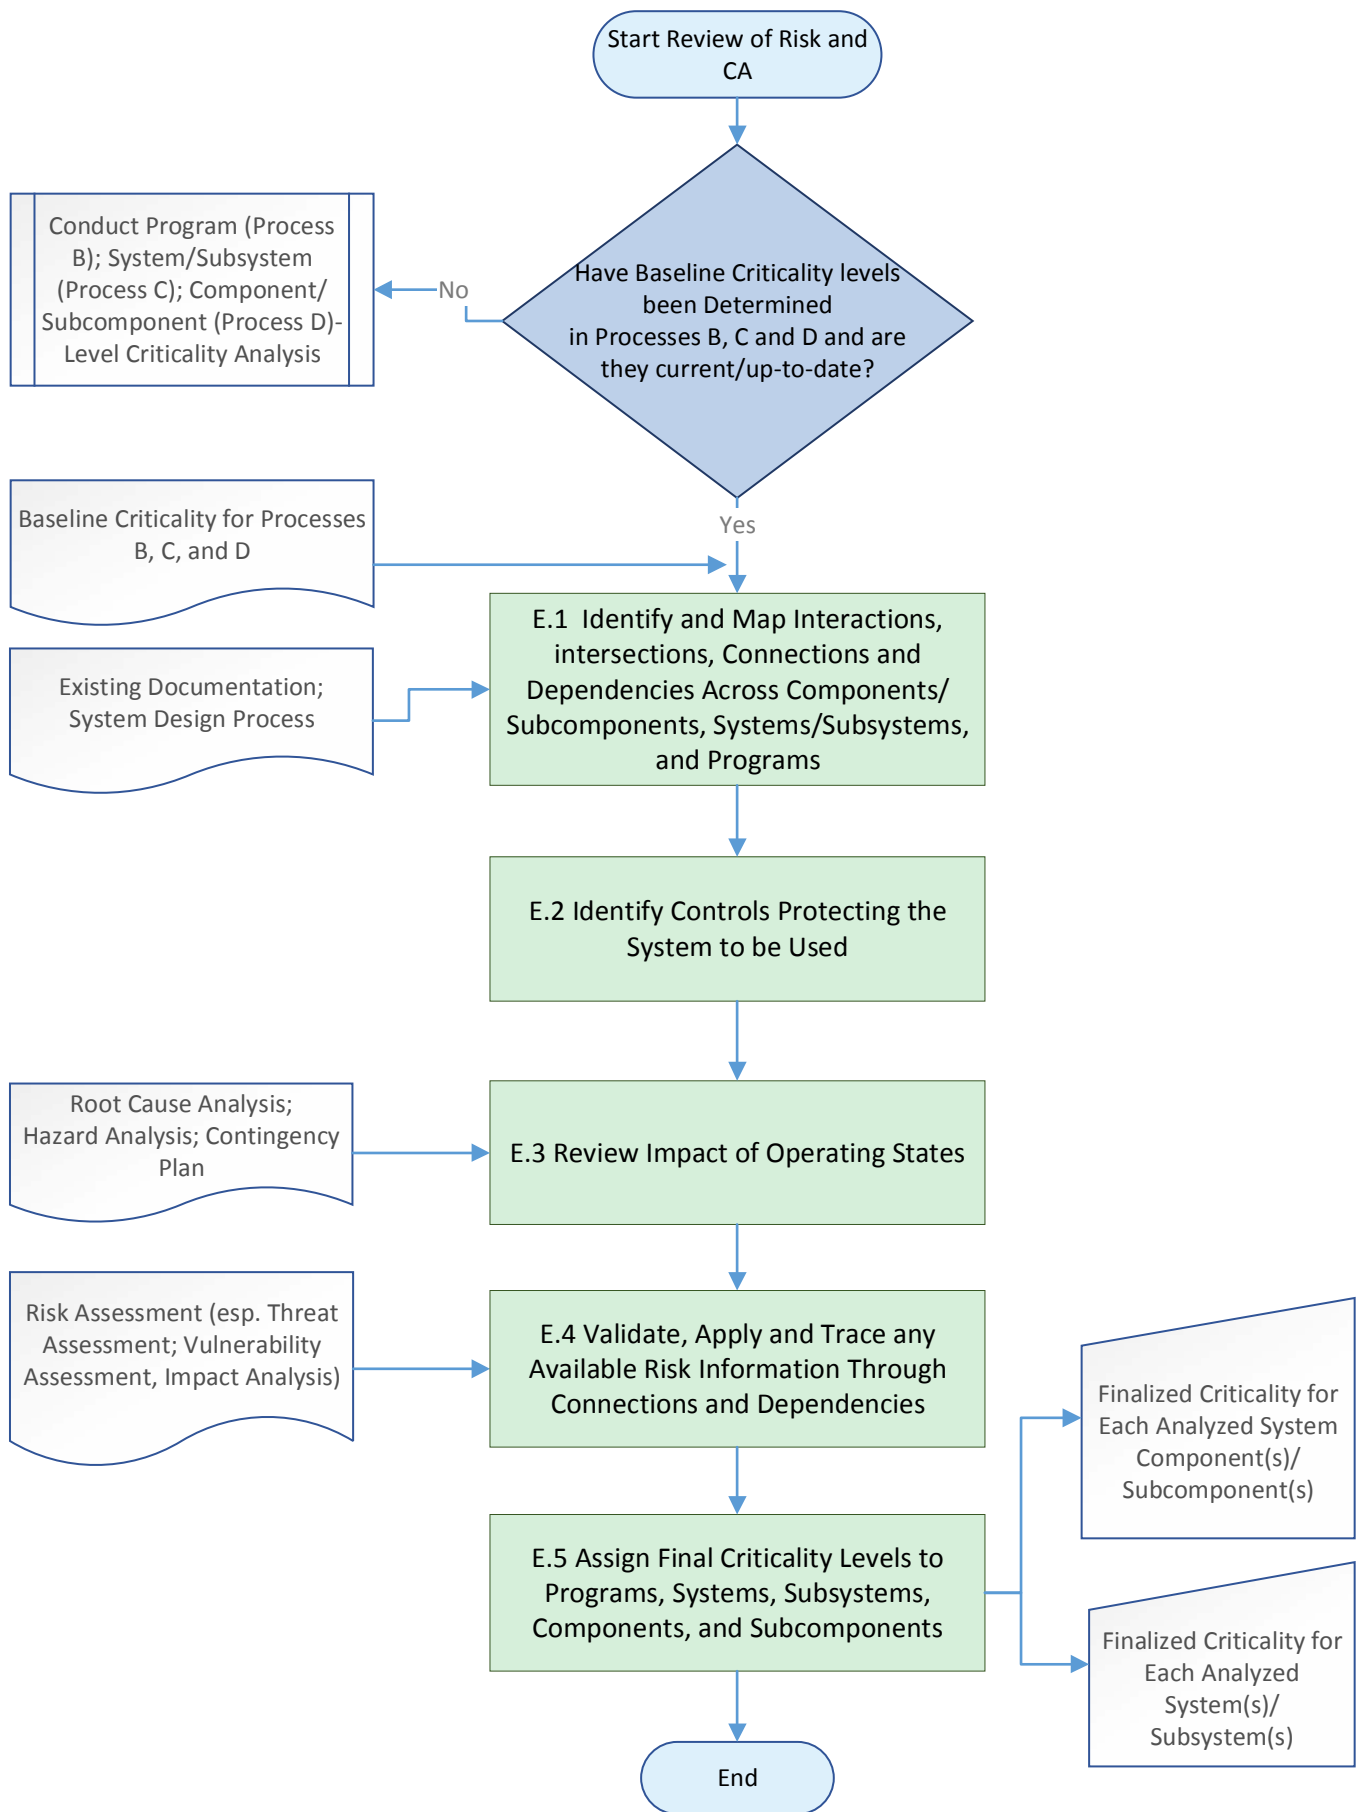 Start Review of Risk and
CA
Conduct Program (Process
B); System/Subsystem
(Process C); Component/
Subcomponent (Process D)-
Level Criticality Analysis
No
Have Baseline Criticality levels
been Determined
in Processes B, C and D and are
they current/up-to-date?
Yes
Baseline Criticality for Processes
B, C, and D
E.1  Identify and Map Interactions,
intersections, Connections and
Dependencies Across Components/
Subcomponents, Systems/Subsystems,
and Programs
Existing Documentation;
System Design Process
E.2 Identify Controls Protecting the
System to be Used
Root Cause Analysis;
Hazard Analysis; Contingency
Plan
E.3 Review Impact of Operating States
Risk Assessment (esp. Threat
Assessment; Vulnerability
Assessment, Impact Analysis)
E.4 Validate, Apply and Trace any
Available Risk Information Through
Connections and Dependencies
Finalized Criticality for
Each Analyzed System
Component(s)/
Subcomponent(s)
E.5 Assign Final Criticality Levels to
Programs, Systems, Subsystems,
Components, and Subcomponents
Finalized Criticality for
Each Analyzed
System(s)/
Subsystem(s)
End